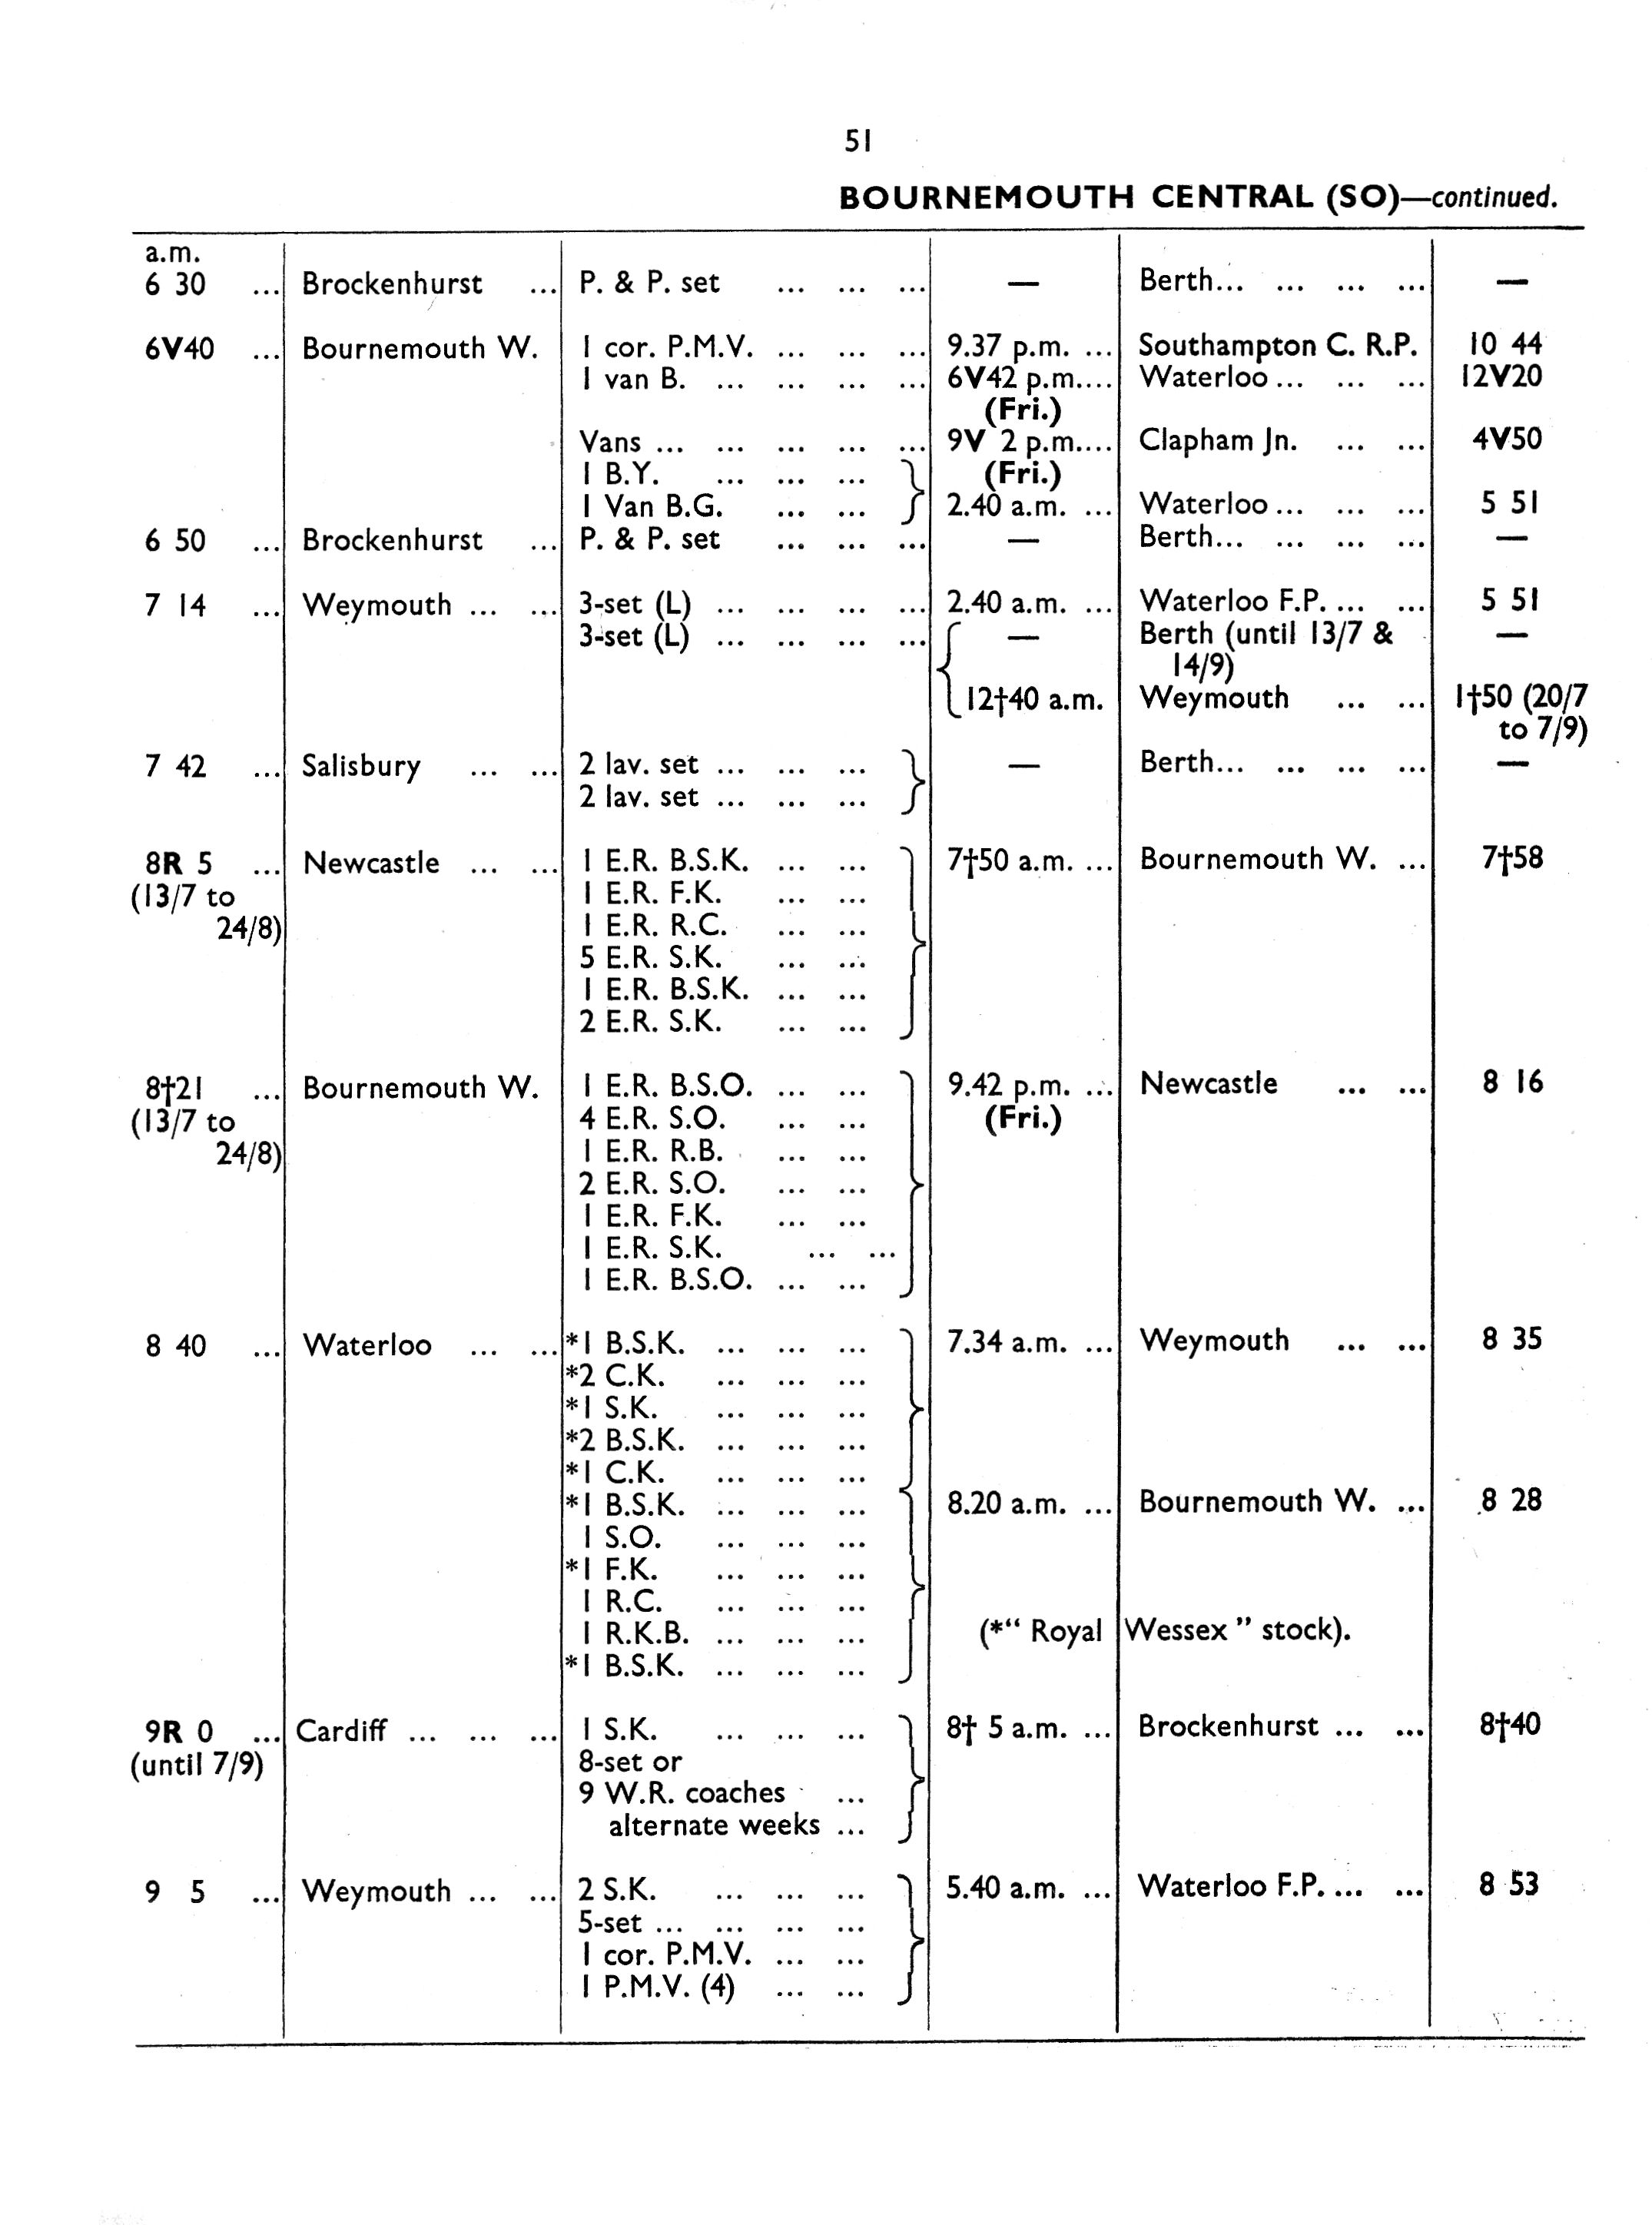 51
BOURNEMOUTH CENTRAL (SO)—continued.
a.m.
6 30 ... Brockenhurst ... P. & P. set ... ... ... — Berth... ... ... ... —
6V40 ... Bournemouth W. 1 cor. P.M.V. ... ... ... 9.37 p.m. ... Southampton C. R.P. 10 44
1 van B. ... ... ... ... 6V42 p.m.... Waterloo... ... ... 12V20
(Fri.)
Vans ... ... ... ... ... 9V 2 p.m.... Clapham Jn. ... ... 4V50
1 B.Y. ... ... ... (Fri.)
1 Van B.G. ... ... 2.40 a.m. ... Waterloo... ... ... 5 51
6 50 ... Brockenhurst ... P. & P. set ... ... ... — Berth... ... ... ... —
7 14 ... Weymouth ... ... 3-set (L) ... ... ... ... 2.40 a.m. ... Waterloo F.P. ... ... 5 51
3-set (L) ... ... ... ... — Berth (until 13/7 & —
14/9)
12†40 a.m. Weymouth ... ... 1†50 (20/7
to 7/9)
7 42 ... Salisbury ... ... 2 lav. set ... ... ... — Berth... ... ... ... —
2 lav. set ... ... ...
8R 5 ... Newcastle ... ... 1 E.R. B.S.K. ... ... 7†50 a.m. ... Bournemouth W. ... 7†58
(13/7 to 1 E.R. F.K. ... ...
24/8) 1 E.R. R.C. ... ...
5 E.R. S.K. ... ...
1 E.R. B.S.K. ... ...
2 E.R. S.K. ... ...
8†21 ... Bournemouth W. 1 E.R. B.S.O. ... ... 9.42 p.m. ... Newcastle ... ... 8 16
(13/7 to 4 E.R. S.O. ... ... (Fri.)
24/8) 1 E.R. R.B. ... ...
2 E.R. S.O. ... ...
1 E.R. F.K. ... ...
1 E.R. S.K. ... ...
1 E.R. B.S.O. ... ...
8 40 ... Waterloo ... ... *1 B.S.K. ... ... ... 7.34 a.m. ... Weymouth ... ... 8 35
*2 C.K. ... ... ...
*1 S.K. ... ... ...
*2 B.S.K. ... ... ...
*1 C.K. ... ... ...
*1 B.S.K. ... ... ... 8.20 a.m. ... Bournemouth W. ... 8 28
1 S.O. ... ... ...
*1 F.K. ... ... ...
1 R.C. ... ... ...
1 R.K.B. ... ... ... (*“ Royal Wessex ” stock).
*1 B.S.K. ... ... ...
9R 0 ... Cardiff ... ... ... 1 S.K. ... ... ... 8† 5 a.m. ... Brockenhurst ... ... 8†40
(until 7/9) 8-set or
9 W.R. coaches ...
alternate weeks ...
9 5 ... Weymouth ... ... 2 S.K. ... ... ... 5.40 a.m. ... Waterloo F.P. ... ... 8 53
5-set ... ... ... ...
1 cor. P.M.V. ... ...
1 P.M.V. (4) ... ...